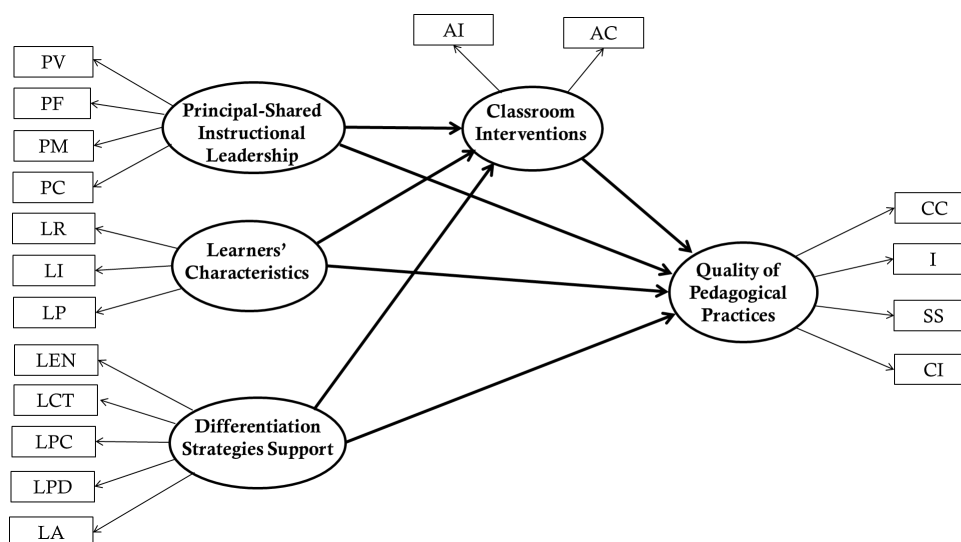 AI
AC
PV
PF
PM
PC
Principal-Shared
Instructional
Leadership
Classroom
Interventions
LR
LI
LP
Learners'
Characteristics
CC
I
SS
CI
Quality of
Pedagogical
Practices
LEN
LCT
LPC
LPD
LA
Differentiation
Strategies Support